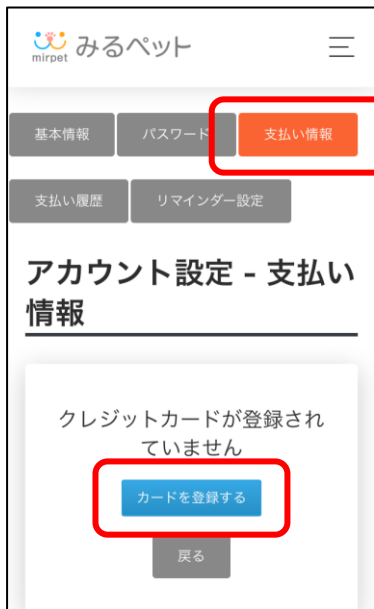 mirpet みるペット
基本情報 パスワード 支払い情報
支払い履歴 リマインダー設定
アカウント設定 - 支払い
情報
クレジットカードが登録され
ていません
カードを登録する
戻る